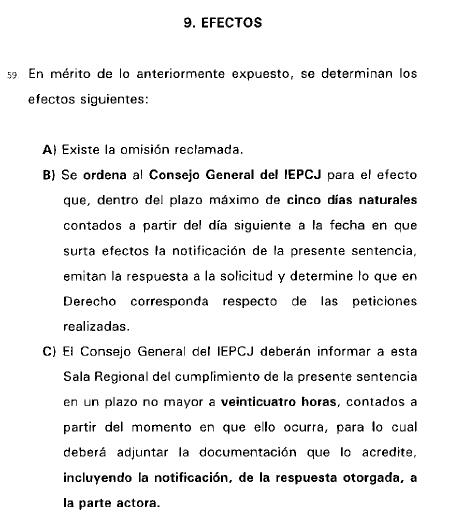 9. EFECTOS
59 En mérito de lo anteriormente expuesto, se determinan los
efectos siguientes:
A) Existe la omisión reclamada.
B) Se ordena al Consejo General del IEPCJ para el efecto
que, dentro del plazo máximo de cinco días naturales
contados a partir del día siguiente a la fecha en que
surta efectos la notificación de la presente sentencia,
emitan la respuesta a la solicitud y determine lo que en
Derecho corresponda respecto de las peticiones
realizadas.
C) El Consejo General del IEPCJ deberán informar a esta
Sala Regional del cumplimiento de la presente sentencia
en un plazo no mayor a veinticuatro horas, contados a
partir del momento en que ello ocurra, para lo cual
deberá adjuntar la documentación que lo acredite,
incluyendo la notificación, de la respuesta otorgada, a
la parte actora.